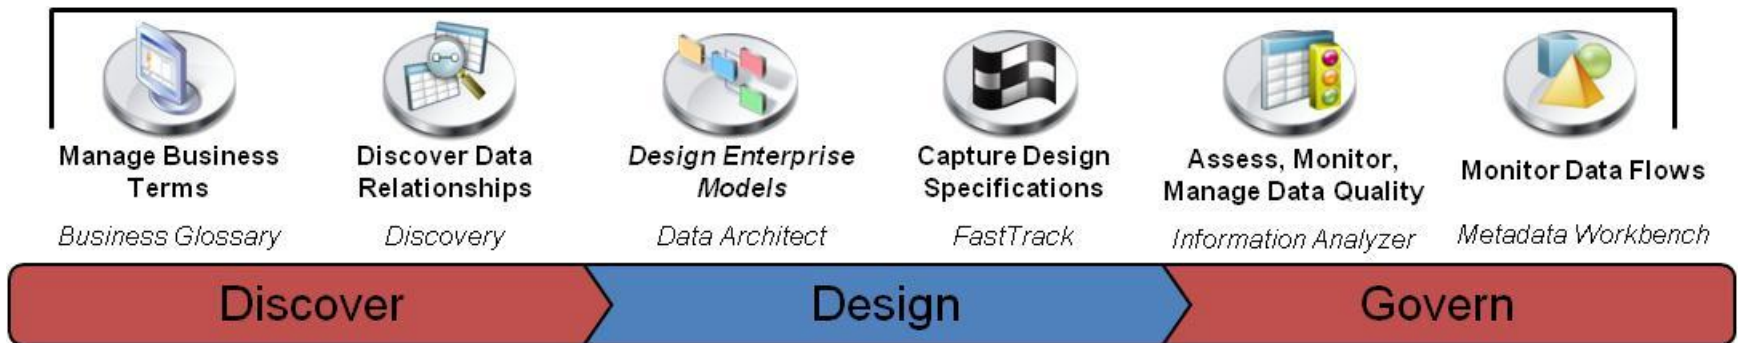 Manage Business
Terms
Business Glossary
Discover Data
Relationships
Discovery
Design Enterprise
Models
Data Architect
Capture Design
Specifications
FastTrack
Assess, Monitor,
Manage Data Quality
Information Analyzer
Monitor Data Flows
Metadata Workbench
Discover
Design
Govern